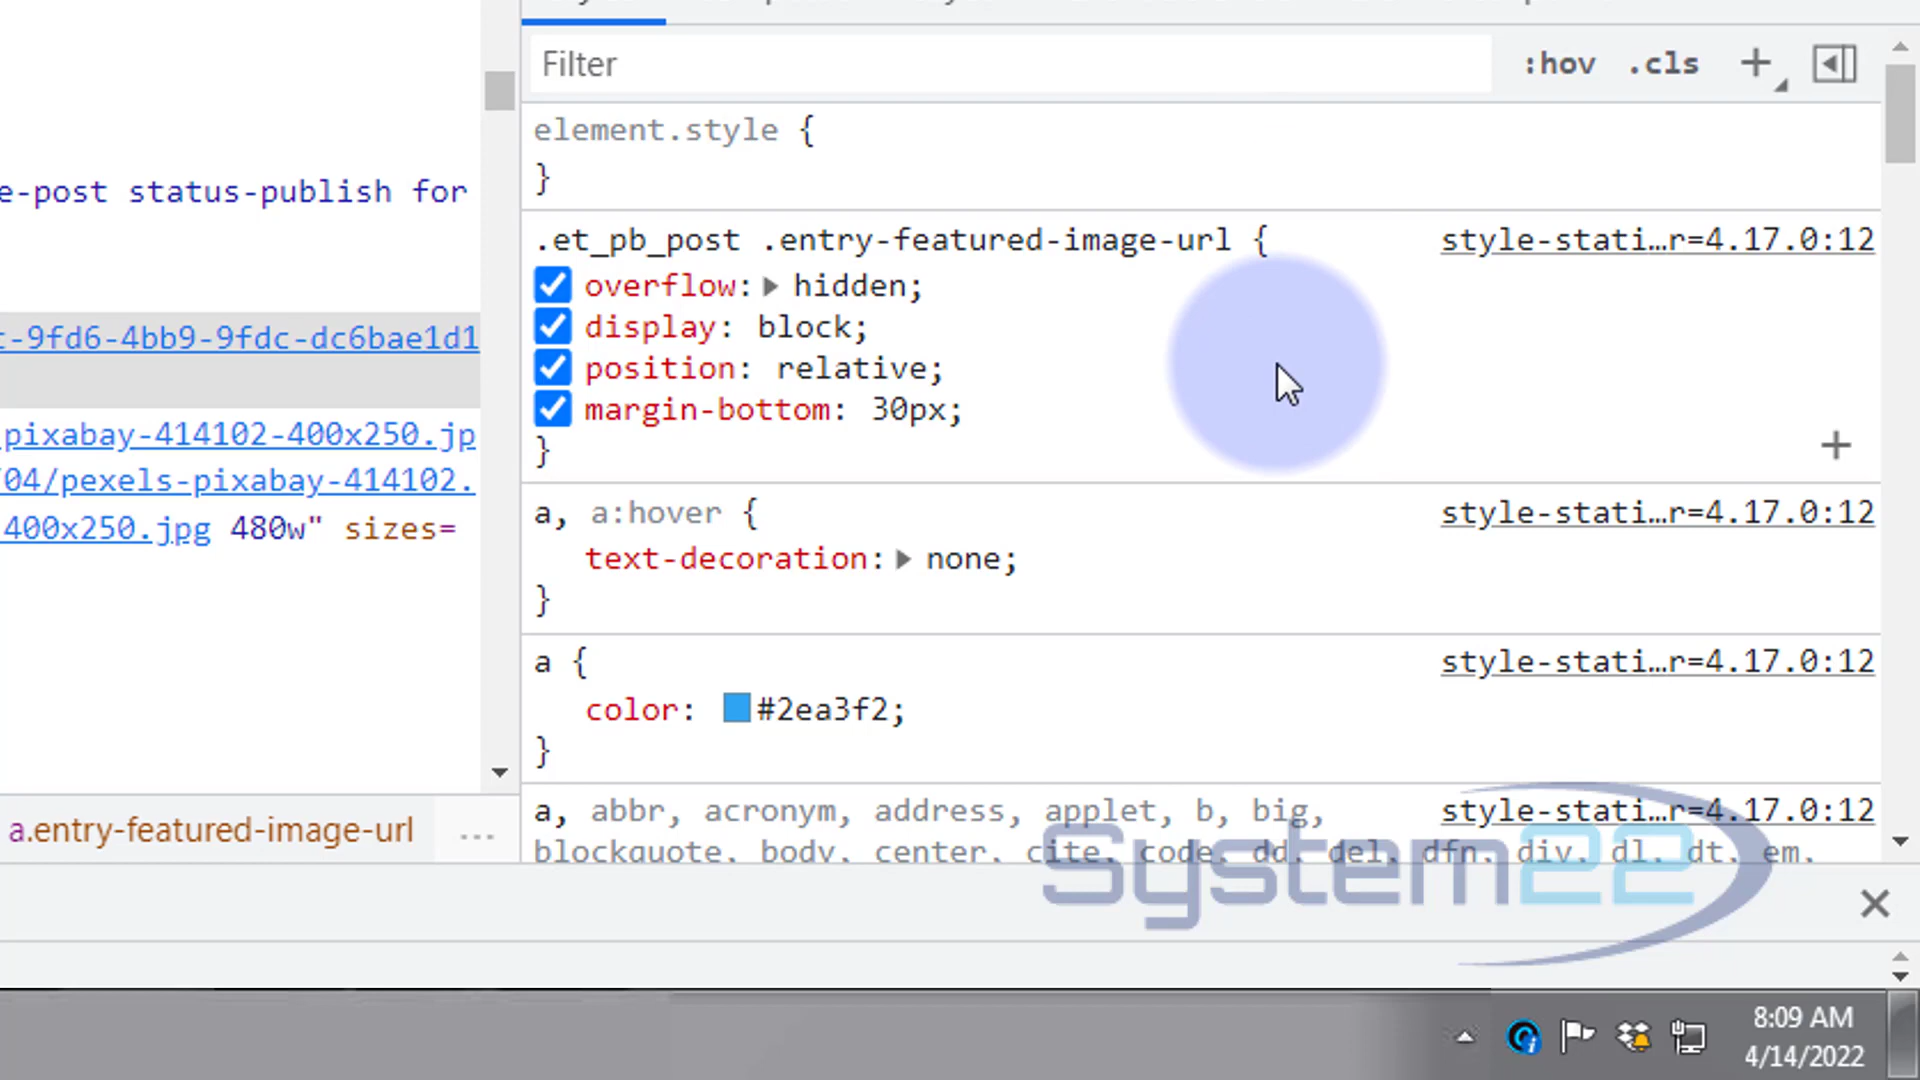 Filter
:hov .cls
element.style {
}
e-post status-publish for
.et_pb_post .entry-featured-image-url { style-stati…r=4.17.0:12
overflow: hidden;
display: block;
-9fd6-4bb9-9fdc-dc6bae1d1
position: relative;
margin-bottom: 30px;
}
pixabay-414102-400x250.jp
/04/pexels-pixabay-414102.
400x250.jpg 480w" sizes=
a, a:hover { style-stati…r=4.17.0:12
text-decoration: none;
}
a { style-stati…r=4.17.0:12
color: #2ea3f2;
}
a, abbr, acronym, address, applet, b, big, style-stati…r=4.17.0:12
blockquote, body, center, cite, code, dd, del, dfn, div, dl, dt, em,
a.entry-featured-image-url ...
System22
8:09 AM
4/14/2022